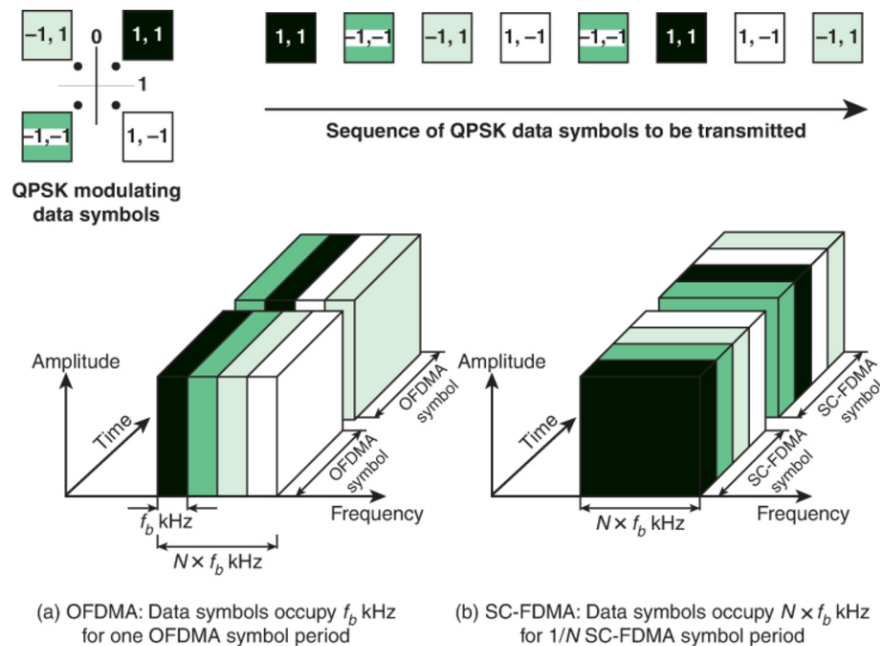 −1, 1
0
1, 1
1
−1,−1
1, −1
QPSK modulating
data symbols
1, 1
−1,−1
−1, 1
1, −1
−1,−1
1, 1
1, −1
−1, 1
Sequence of QPSK data symbols to be transmitted
Amplitude
Time
OFDMA
symbol
OFDMA
symbol
f_b kHz
Frequency
N × f_b kHz
(a) OFDMA: Data symbols occupy f_b kHz
for one OFDMA symbol period
Amplitude
Time
SC-FDMA
symbol
SC-FDMA
symbol
N × f_b kHz
Frequency
(b) SC-FDMA: Data symbols occupy N × f_b kHz
for 1/N SC-FDMA symbol period